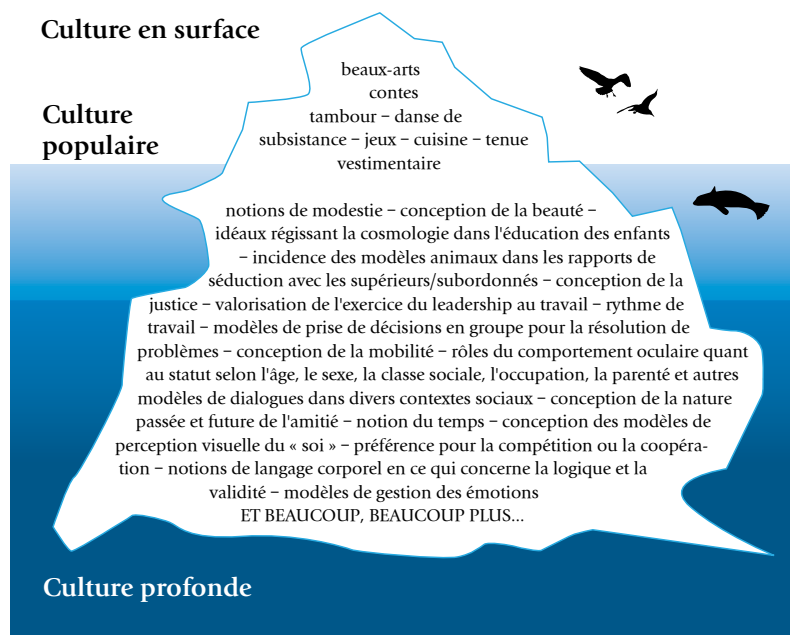 Culture en surface
beaux-arts
contes
Culture
populaire
tambour – danse de
subsistance – jeux – cuisine – tenue
vestimentaire
notions de modestie – conception de la beauté –
idéaux régissant la cosmologie dans l'éducation des enfants
– incidence des modèles animaux dans les rapports de
séduction avec les supérieurs/subordonnés – conception de la
justice – valorisation de l'exercice du leadership au travail – rythme de
travail – modèles de prise de décisions en groupe pour la résolution de
problèmes – conception de la mobilité – rôles du comportement oculaire quant
au statut selon l'âge, le sexe, la classe sociale, l'occupation, la parenté et autres
modèles de dialogues dans divers contextes sociaux – conception de la nature
passée et future de l'amitié – notion du temps – conception des modèles de
perception visuelle du « soi » – préférence pour la compétition ou la coopéra-
tion – notions de langage corporel en ce qui concerne la logique et la
validité – modèles de gestion des émotions
ET BEAUCOUP, BEAUCOUP PLUS...
Culture profonde